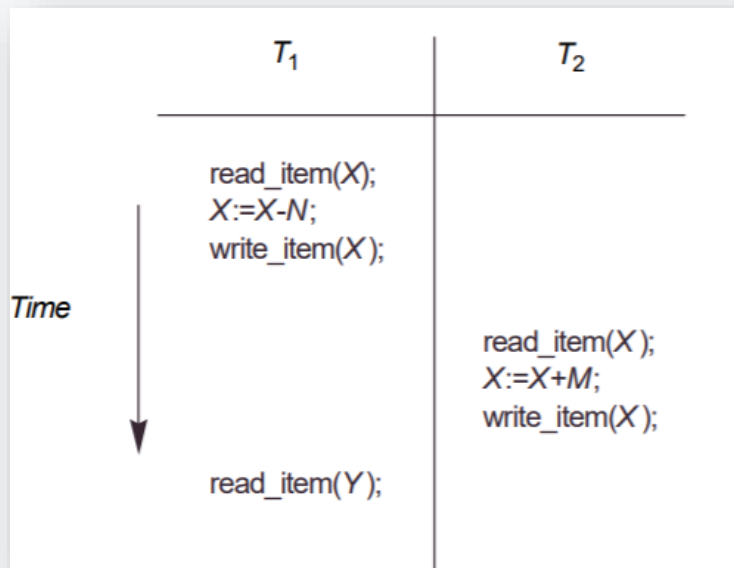 T1 T2
read_item(X);
X:=X-N;
write_item(X);
Time
read_item(X);
X:=X+M;
write_item(X);
read_item(Y);